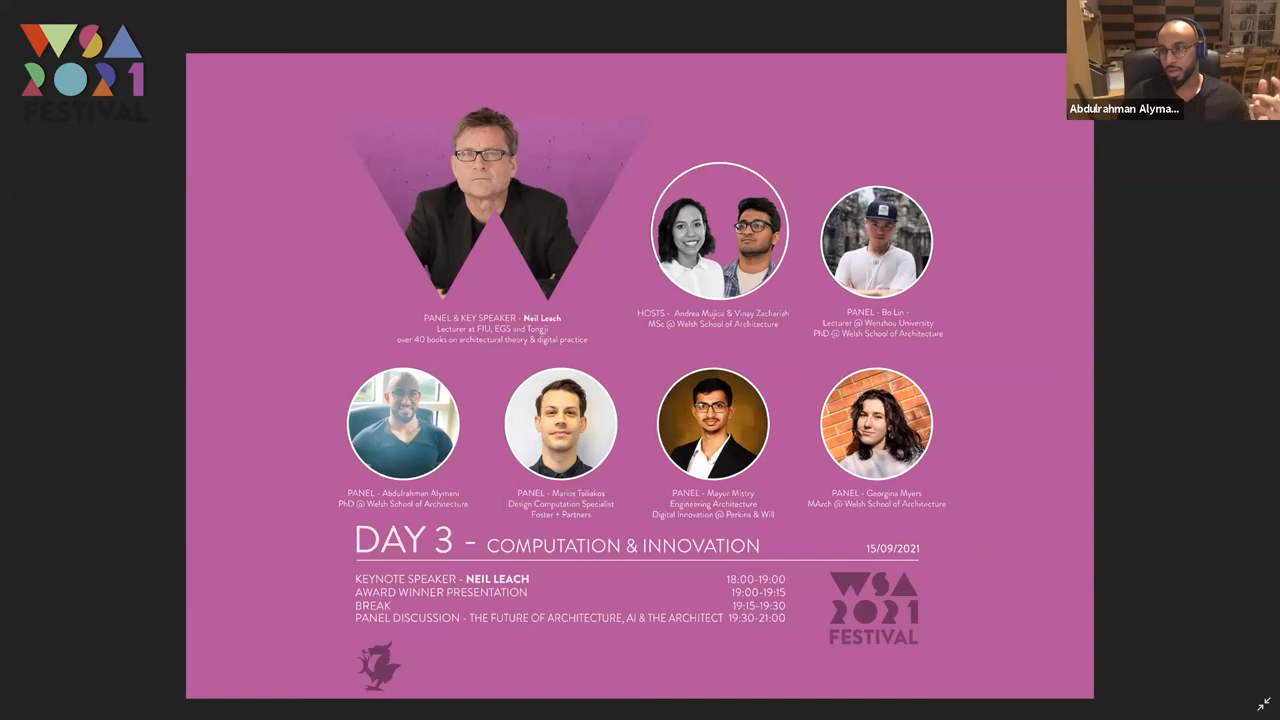 WSA
2021
FESTIVAL
Abdulrahman Alyma...
PANEL & KEY SPEAKER - Neil Leach
Lecturer at FIU, EGS and Tongji
over 40 books on architectural theory & digital practice
HOSTS - Andrea Mujica & Vinay Zachariah
MSc @ Welsh School of Architecture
PANEL - Bo Lin -
Lecturer @ Wenzhou University
PhD @ Welsh School of Architecture
PANEL - Abdulrahman Alymani
PhD @ Welsh School of Architecture
PANEL - Marios Tsiliakos
Design Computation Specialist
Foster + Partners
PANEL - Mayur Mistry
Engineering Architecture
Digital Innovation @ Perkins & Will
PANEL - Georgina Myers
MArch @ Welsh School of Architecture
DAY 3 - COMPUTATION & INNOVATION 15/09/2021
KEYNOTE SPEAKER - NEIL LEACH 18:00-19:00
AWARD WINNER PRESENTATION 19:00-19:15
BREAK 19:15-19:30
PANEL DISCUSSION - THE FUTURE OF ARCHITECTURE, AI & THE ARCHITECT 19:30-21:00
WSA
2021
FESTIVAL